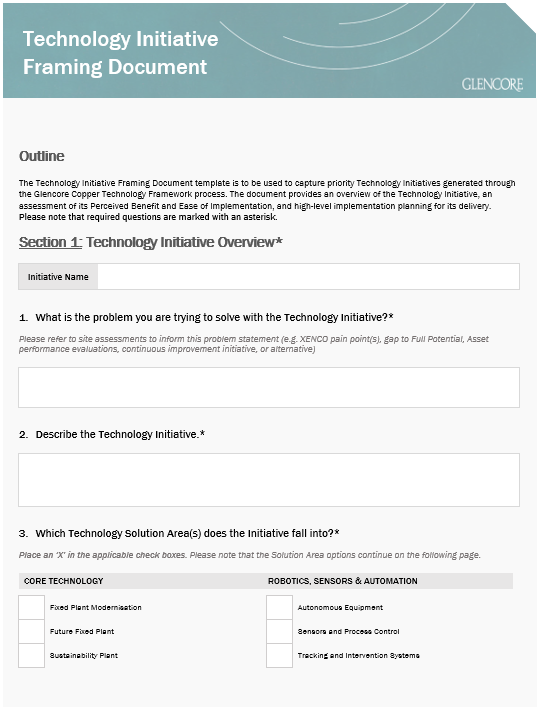 Technology Initiative
Framing Document
GLENCORE
Outline
The Technology Initiative Framing Document template is to be used to capture priority Technology Initiatives generated through
the Glencore Copper Technology Framework process. The document provides an overview of the Technology Initiative, an
assessment of its Perceived Benefit and Ease of Implementation, and high-level implementation planning for its delivery.
Please note that required questions are marked with an asterisk.
Section 1: Technology Initiative Overview*
Initiative Name
1. What is the problem you are trying to solve with the Technology Initiative?*
Please refer to site assessments to inform this problem statement (e.g. XENCO pain point(s), gap to Full Potential, Asset
performance evaluations, continuous improvement initiative, or alternative)
2. Describe the Technology Initiative.*
3. Which Technology Solution Area(s) does the Initiative fall into?*
Place an 'X' in the applicable check boxes. Please note that the Solution Area options continue on the following page.
CORE TECHNOLOGY ROBOTICS, SENSORS & AUTOMATION
Fixed Plant Modernisation Autonomous Equipment
Future Fixed Plant Sensors and Process Control
Sustainability Plant Tracking and Intervention Systems